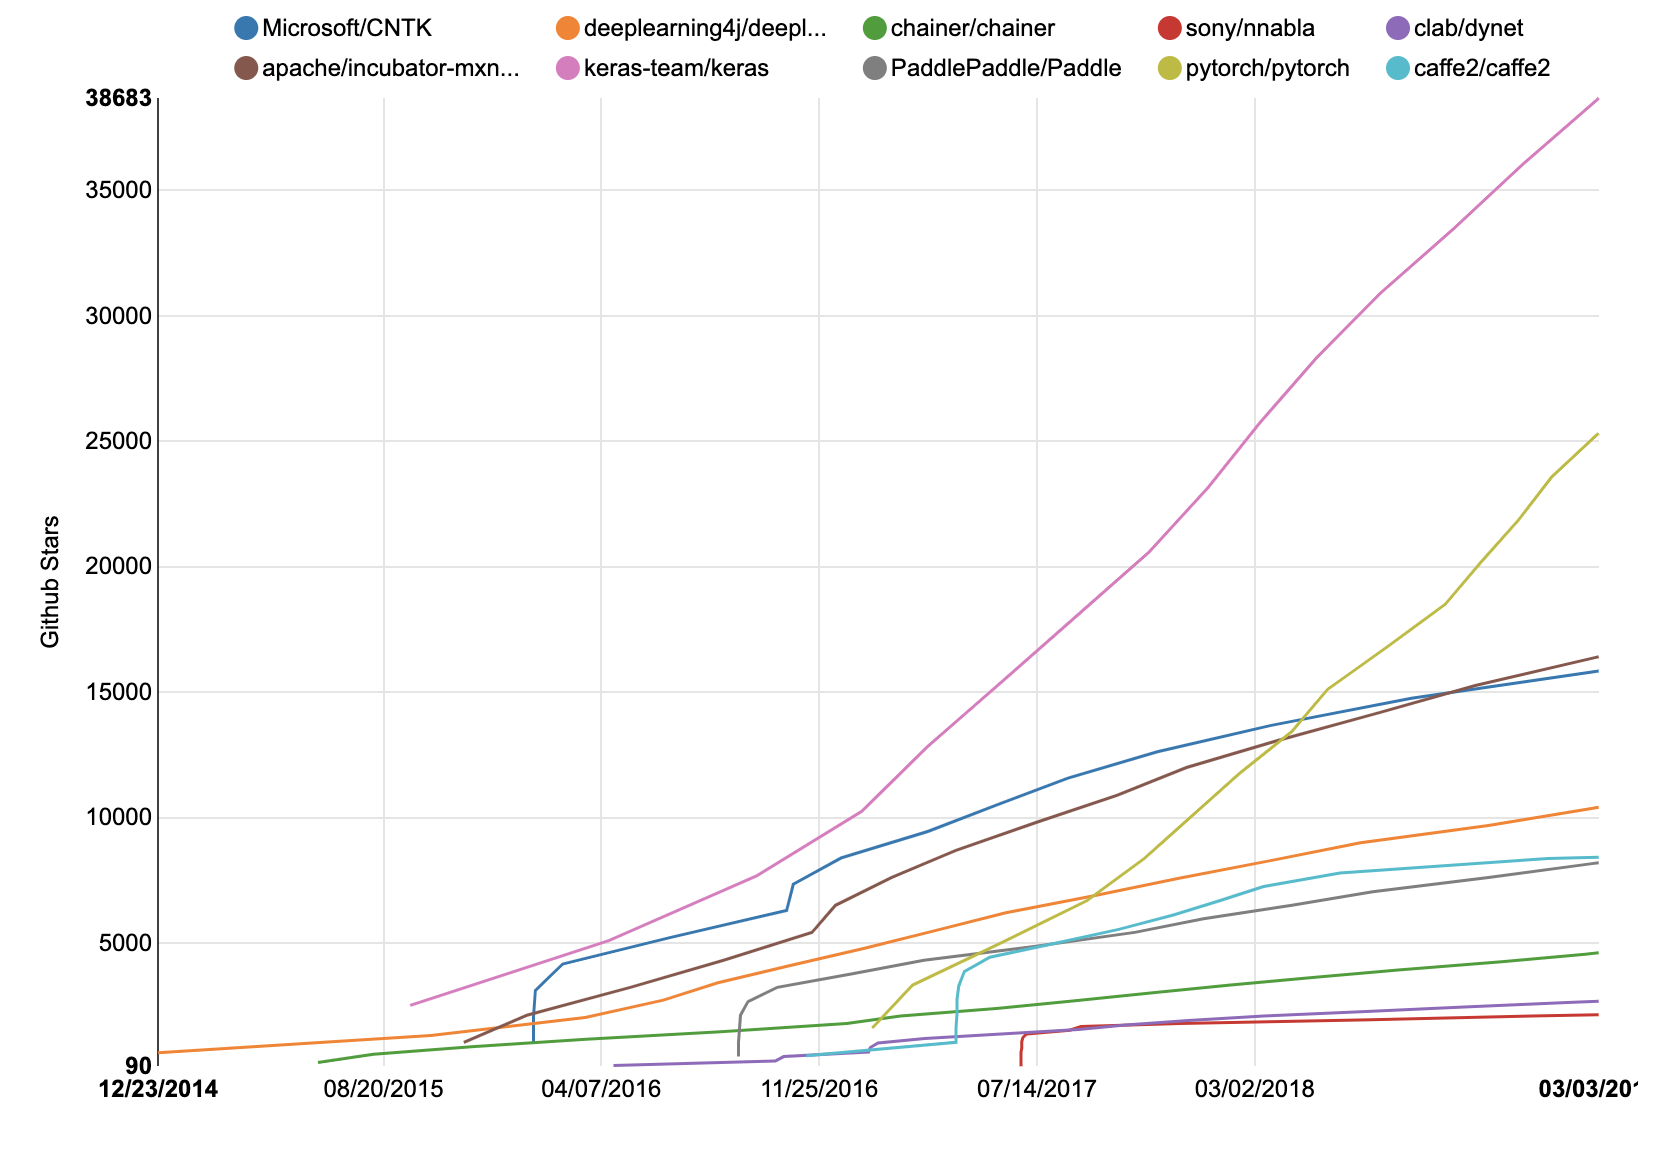 Microsoft/CNTK deeplearning4j/deepl... chainer/chainer sony/nnabla clab/dynet
apache/incubator-mxn... keras-team/keras PaddlePaddle/Paddle pytorch/pytorch caffe2/caffe2
38683
35000
30000
25000
20000
15000
10000
5000
90
Github Stars
12/23/2014 08/20/2015 04/07/2016 11/25/2016 07/14/2017 03/02/2018